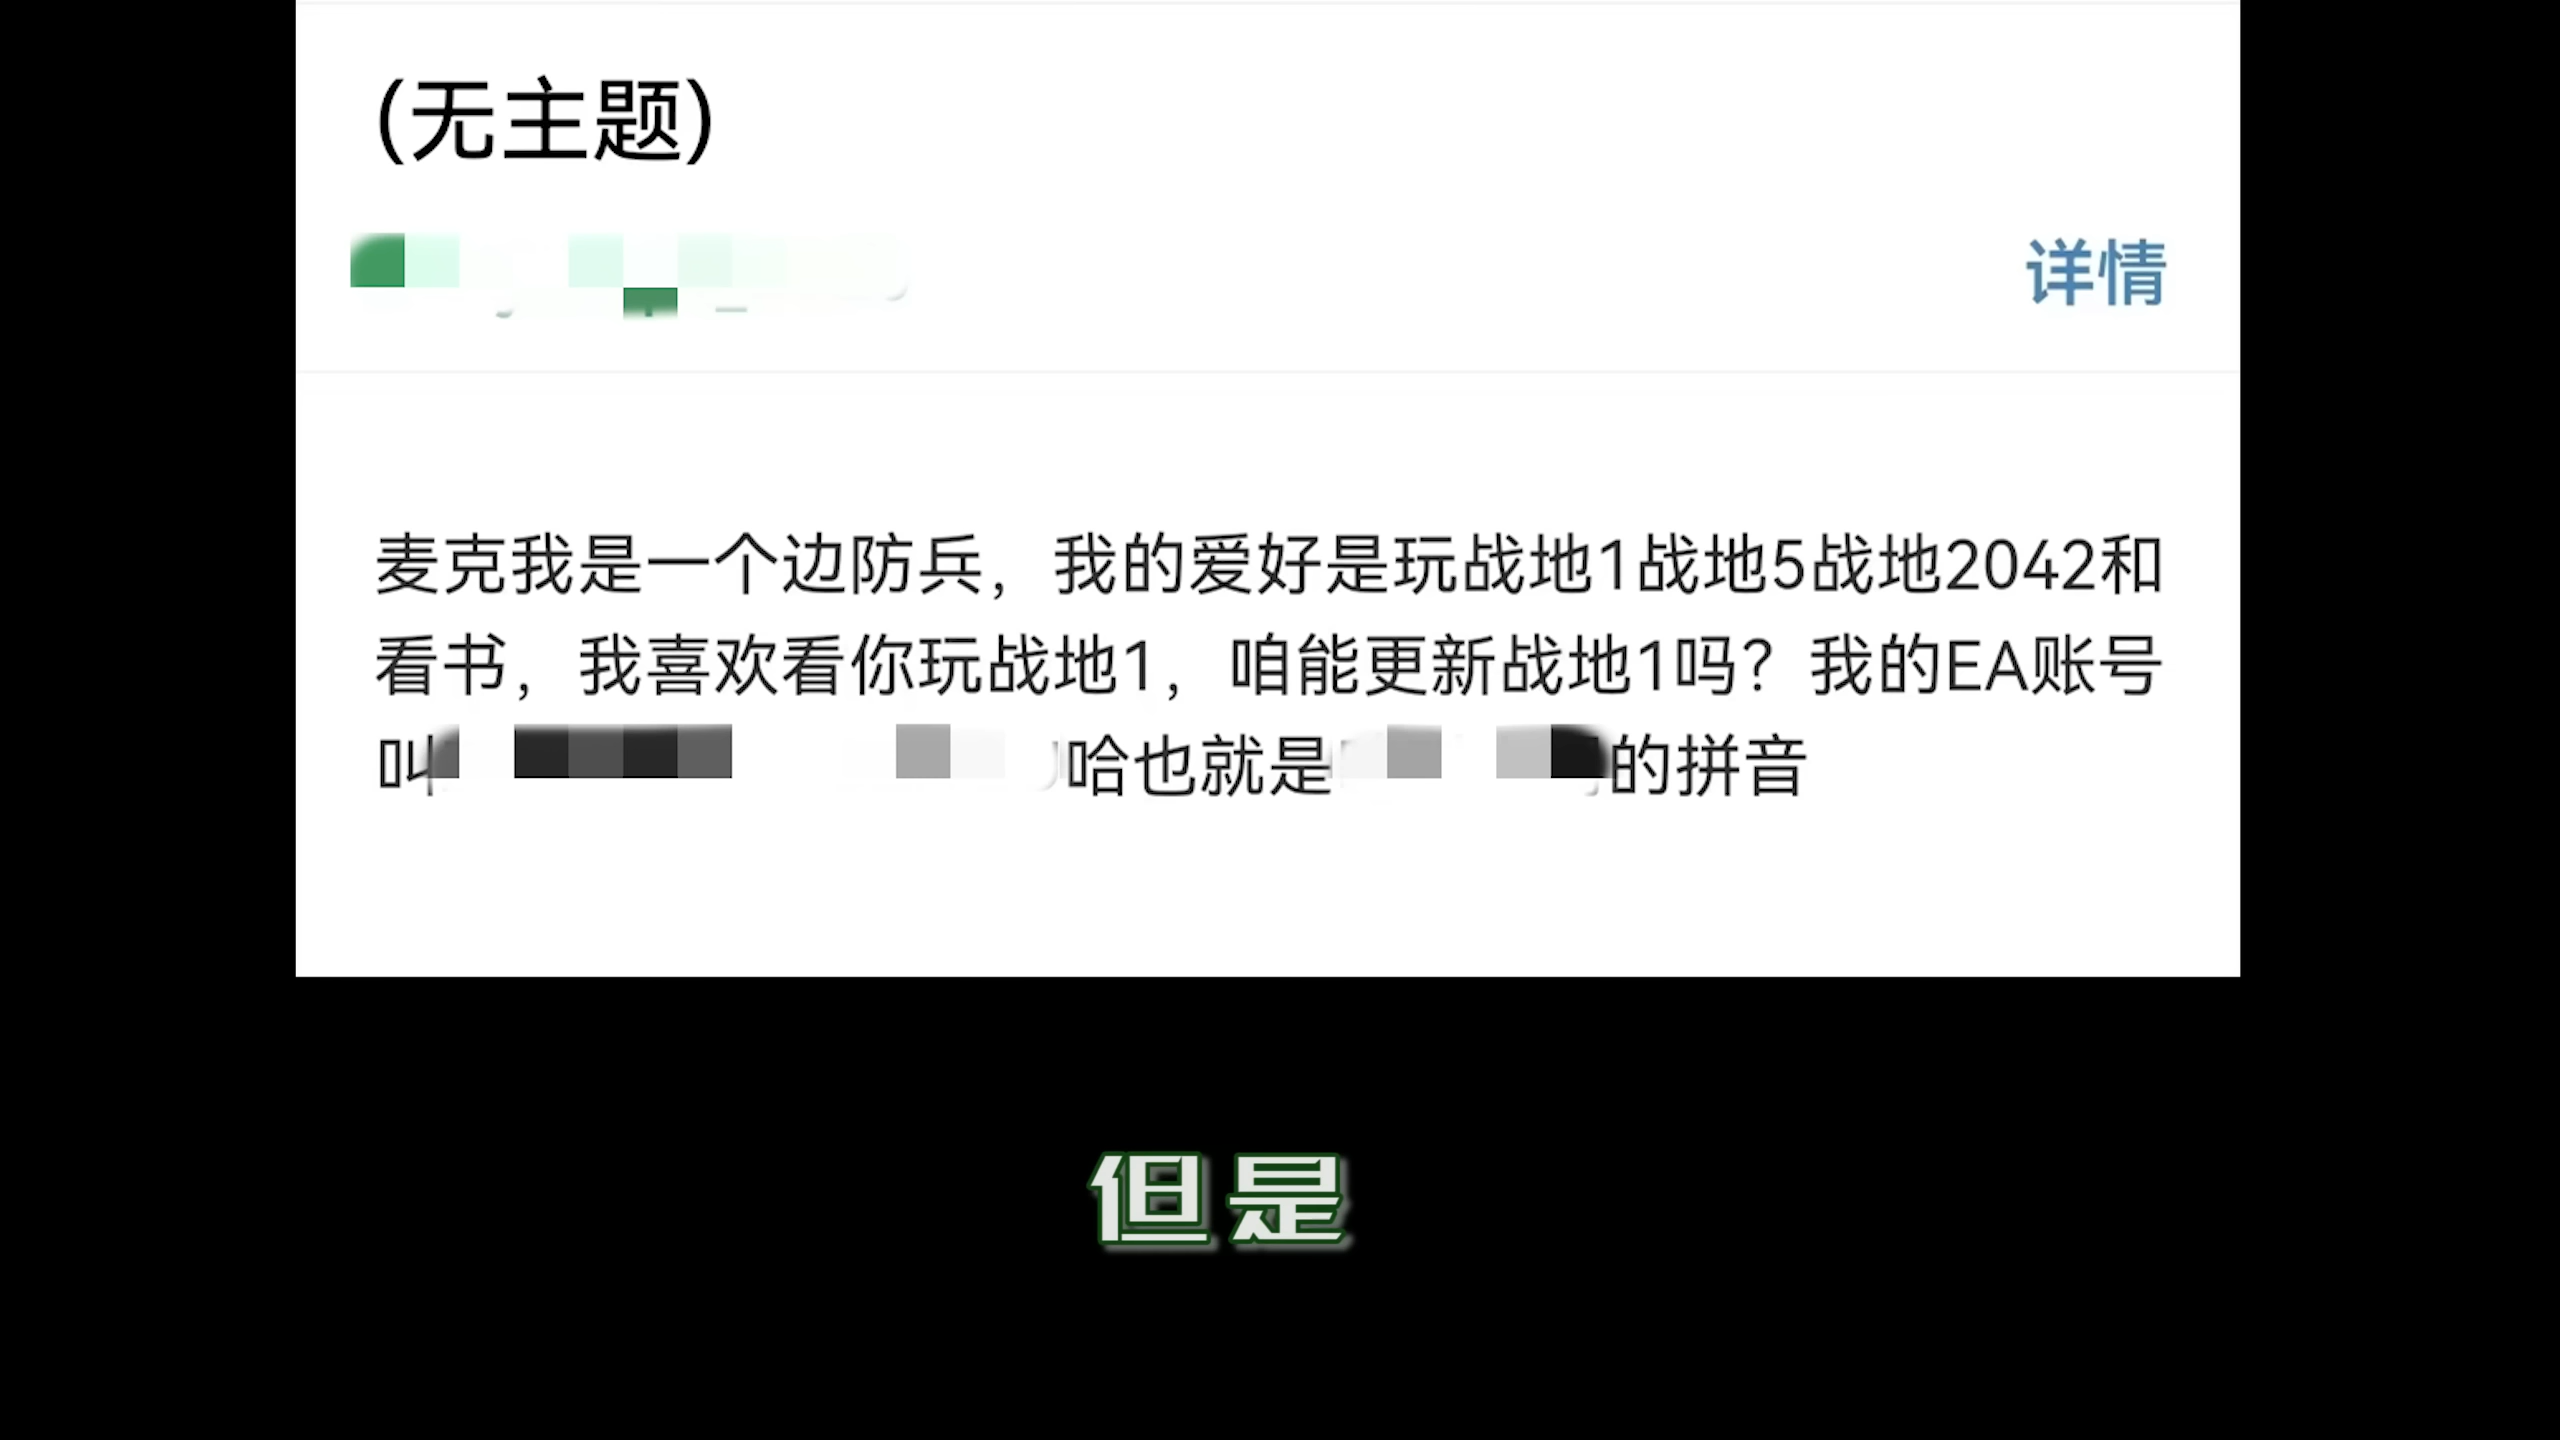 (无主题)
详情
麦克我是一个边防兵，我的爱好是玩战地1战地5战地2042和
看书，我喜欢看你玩战地1，咱能更新战地1吗？我的EA账号
叫 哈也就是 的拼音
但是